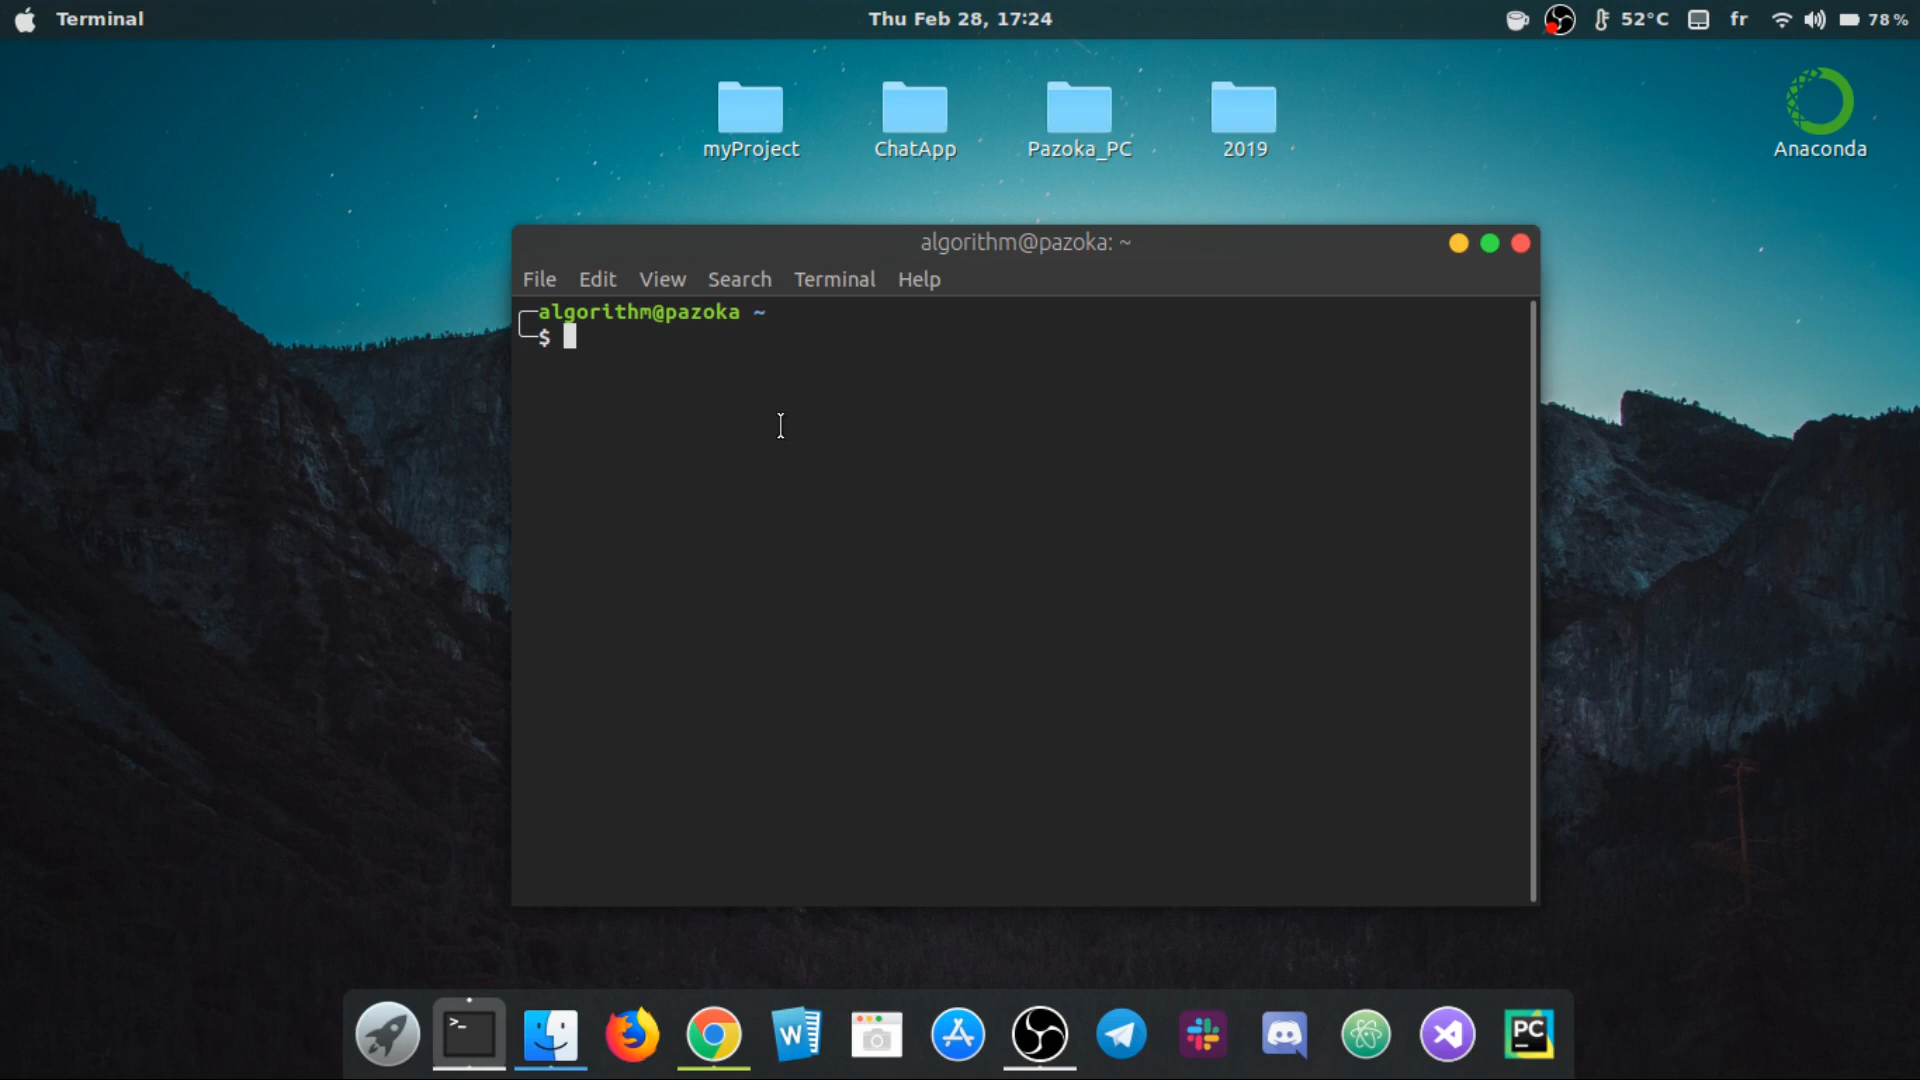 Terminal
Thu Feb 28, 17:24
52°C
fr
78 %
myProject
ChatApp
Pazoka_PC
2019
Anaconda
algorithm@pazoka: ~
File Edit View Search Terminal Help
algorithm@pazoka ~
$
>_
W
PC